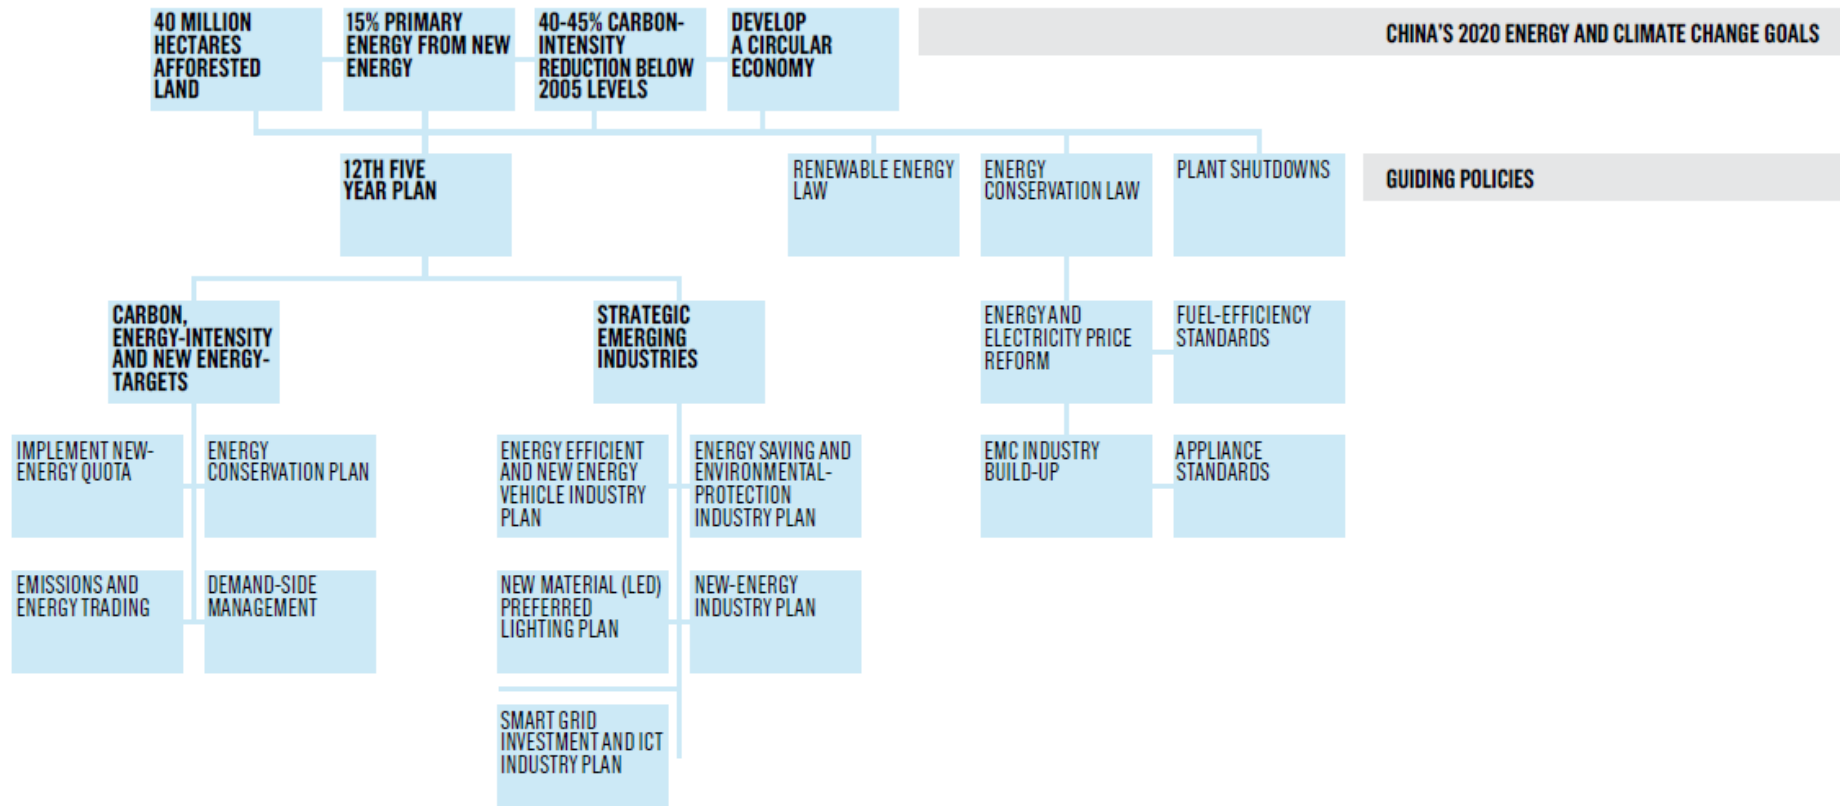 40 MILLION
HECTARES
AFFORESTED
LAND
15% PRIMARY
ENERGY FROM NEW
ENERGY
40-45% CARBON-
INTENSITY
REDUCTION BELOW
2005 LEVELS
DEVELOP
A CIRCULAR
ECONOMY
CHINA'S 2020 ENERGY AND CLIMATE CHANGE GOALS
12TH FIVE
YEAR PLAN
RENEWABLE ENERGY
LAW
ENERGY
CONSERVATION LAW
PLANT SHUTDOWNS
GUIDING POLICIES
CARBON,
ENERGY-INTENSITY
AND NEW ENERGY-
TARGETS
STRATEGIC
EMERGING
INDUSTRIES
ENERGY AND
ELECTRICITY PRICE
REFORM
FUEL-EFFICIENCY
STANDARDS
IMPLEMENT NEW-
ENERGY QUOTA
ENERGY
CONSERVATION PLAN
ENERGY EFFICIENT
AND NEW ENERGY
VEHICLE INDUSTRY
PLAN
ENERGY SAVING AND
ENVIRONMENTAL-
PROTECTION
INDUSTRY PLAN
EMC INDUSTRY
BUILD-UP
APPLIANCE
STANDARDS
EMISSIONS AND
ENERGY TRADING
DEMAND-SIDE
MANAGEMENT
NEW MATERIAL (LED)
PREFERRED
LIGHTING PLAN
NEW-ENERGY
INDUSTRY PLAN
SMART GRID
INVESTMENT AND ICT
INDUSTRY PLAN